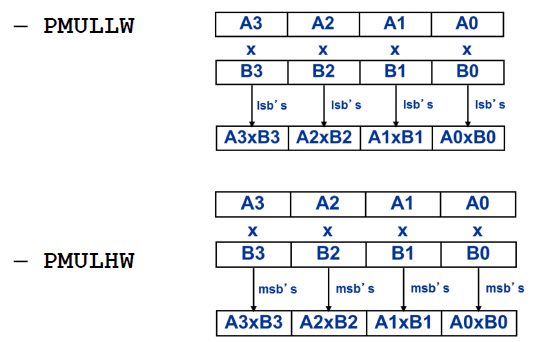 A3 A2 A1 A0
– PMULLW
x x x x
B3 B2 B1 B0
lsb's lsb's lsb's lsb's
A3xB3 A2xB2 A1xB1 A0xB0
A3 A2 A1 A0
x x x x
B3 B2 B1 B0
– PMULHW
msb's msb's msb's msb's
A3xB3 A2xB2 A1xB1 A0xB0